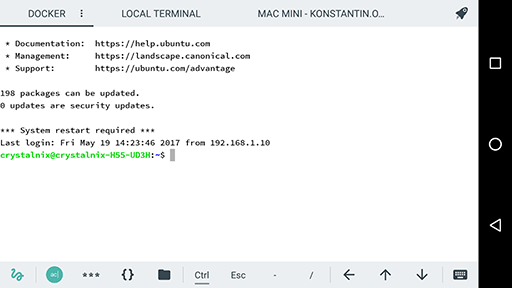 DOCKER LOCAL TERMINAL MAC MINI - KONSTANTIN.O...
* Documentation: https://help.ubuntu.com
* Management: https://landscape.canonical.com
* Support: https://ubuntu.com/advantage
198 packages can be updated.
0 updates are security updates.
*** System restart required ***
Last login: Fri May 19 14:23:46 2017 from 192.168.1.10
crystalnix@crystalnix-H55-UD3H:~$
ac| *** {} Ctrl Esc - /